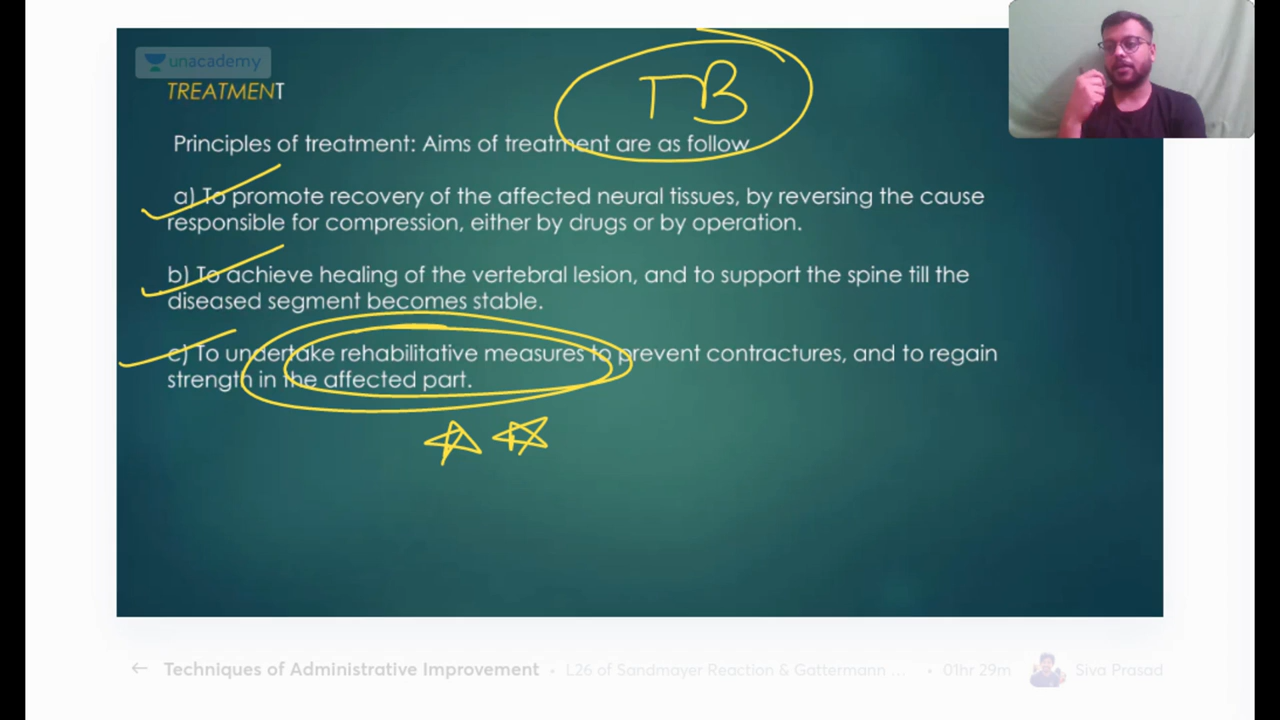 unacademy
TREATMENT
TB
Principles of treatment: Aims of treatment are as follow
a) To promote recovery of the affected neural tissues, by reversing the cause
responsible for compression, either by drugs or by operation.
b) To achieve healing of the vertebral lesion, and to support the spine till the
diseased segment becomes stable.
c) To undertake rehabilitative measures to prevent contractures, and to regain
strength in the affected part.
Techniques of Administrative Improvement • L26 of Sandmayer Reaction & Gattermann ... • 01hr 29m Siva Prasad